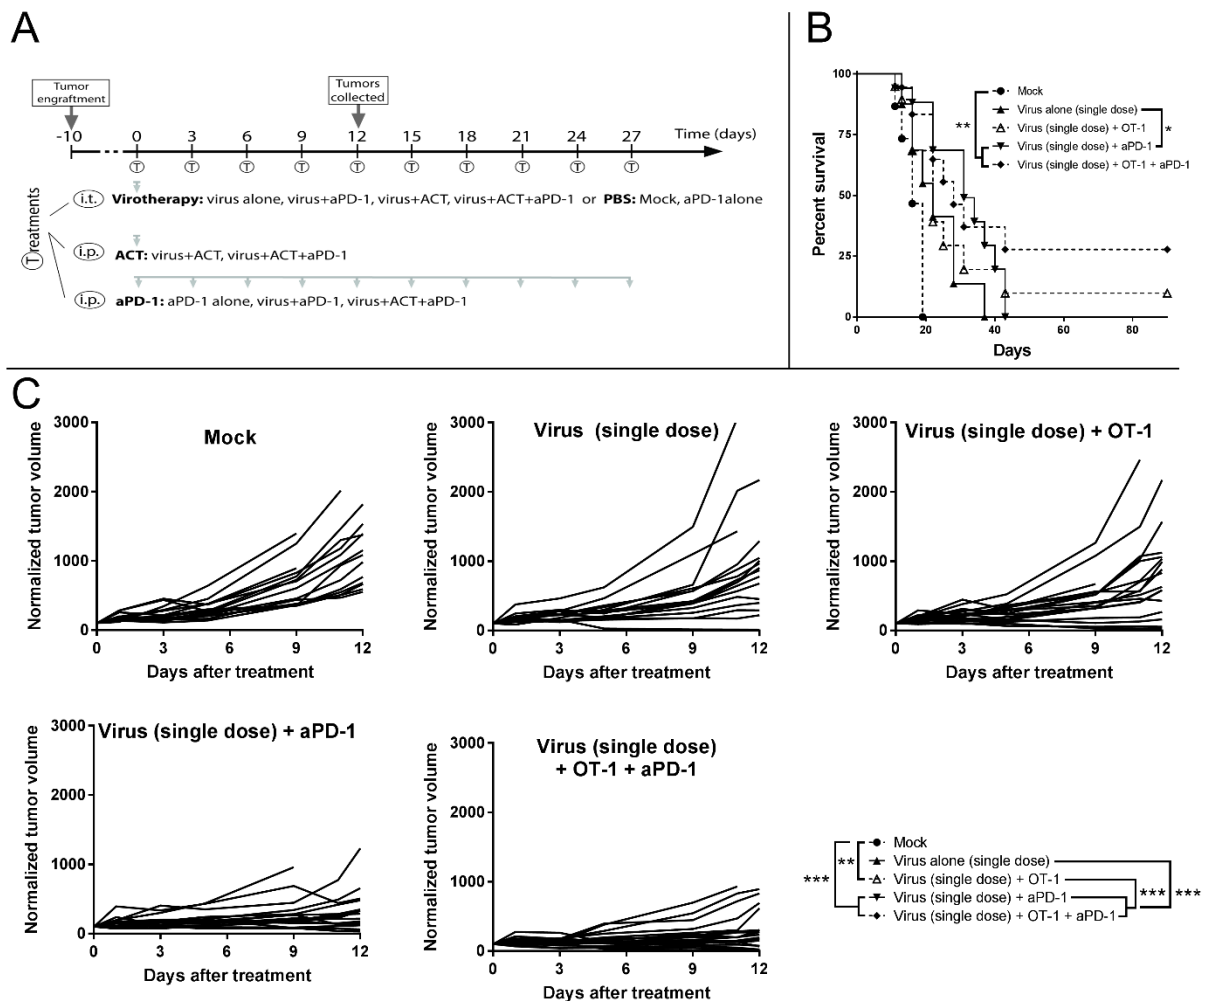 A
Tumor
engraftment
Tumors
collected
-10 0 3 6 9 12 15 18 21 24 27 Time (days)
T T T T T T T T T T
Treatments
i.t. Virotherapy: virus alone, virus+aPD-1, virus+ACT, virus+ACT+aPD-1 or PBS: Mock, aPD-1alone
i.p. ACT: virus+ACT, virus+ACT+aPD-1
i.p. aPD-1: aPD-1 alone, virus+aPD-1, virus+ACT+aPD-1
B
Percent survival
100
75
50
25
0
0 20 40 60 80
Days
Mock
Virus alone (single dose)
Virus (single dose) + OT-1
Virus (single dose) + aPD-1
Virus (single dose) + OT-1 + aPD-1
** *
C
Mock
Normalized tumor volume
3000
2000
1000
0
0 3 6 9 12
Days after treatment
Virus (single dose)
Normalized tumor volume
3000
2000
1000
0
0 3 6 9 12
Days after treatment
Virus (single dose) + OT-1
Normalized tumor volume
3000
2000
1000
0
0 3 6 9 12
Days after treatment
Virus (single dose) + aPD-1
Normalized tumor volume
3000
2000
1000
0
0 3 6 9 12
Days after treatment
Virus (single dose)
+ OT-1 + aPD-1
Normalized tumor volume
3000
2000
1000
0
0 3 6 9 12
Days after treatment
Mock
Virus alone (single dose)
Virus (single dose) + OT-1
Virus (single dose) + aPD-1
Virus (single dose) + OT-1 + aPD-1
*** ** *** ***